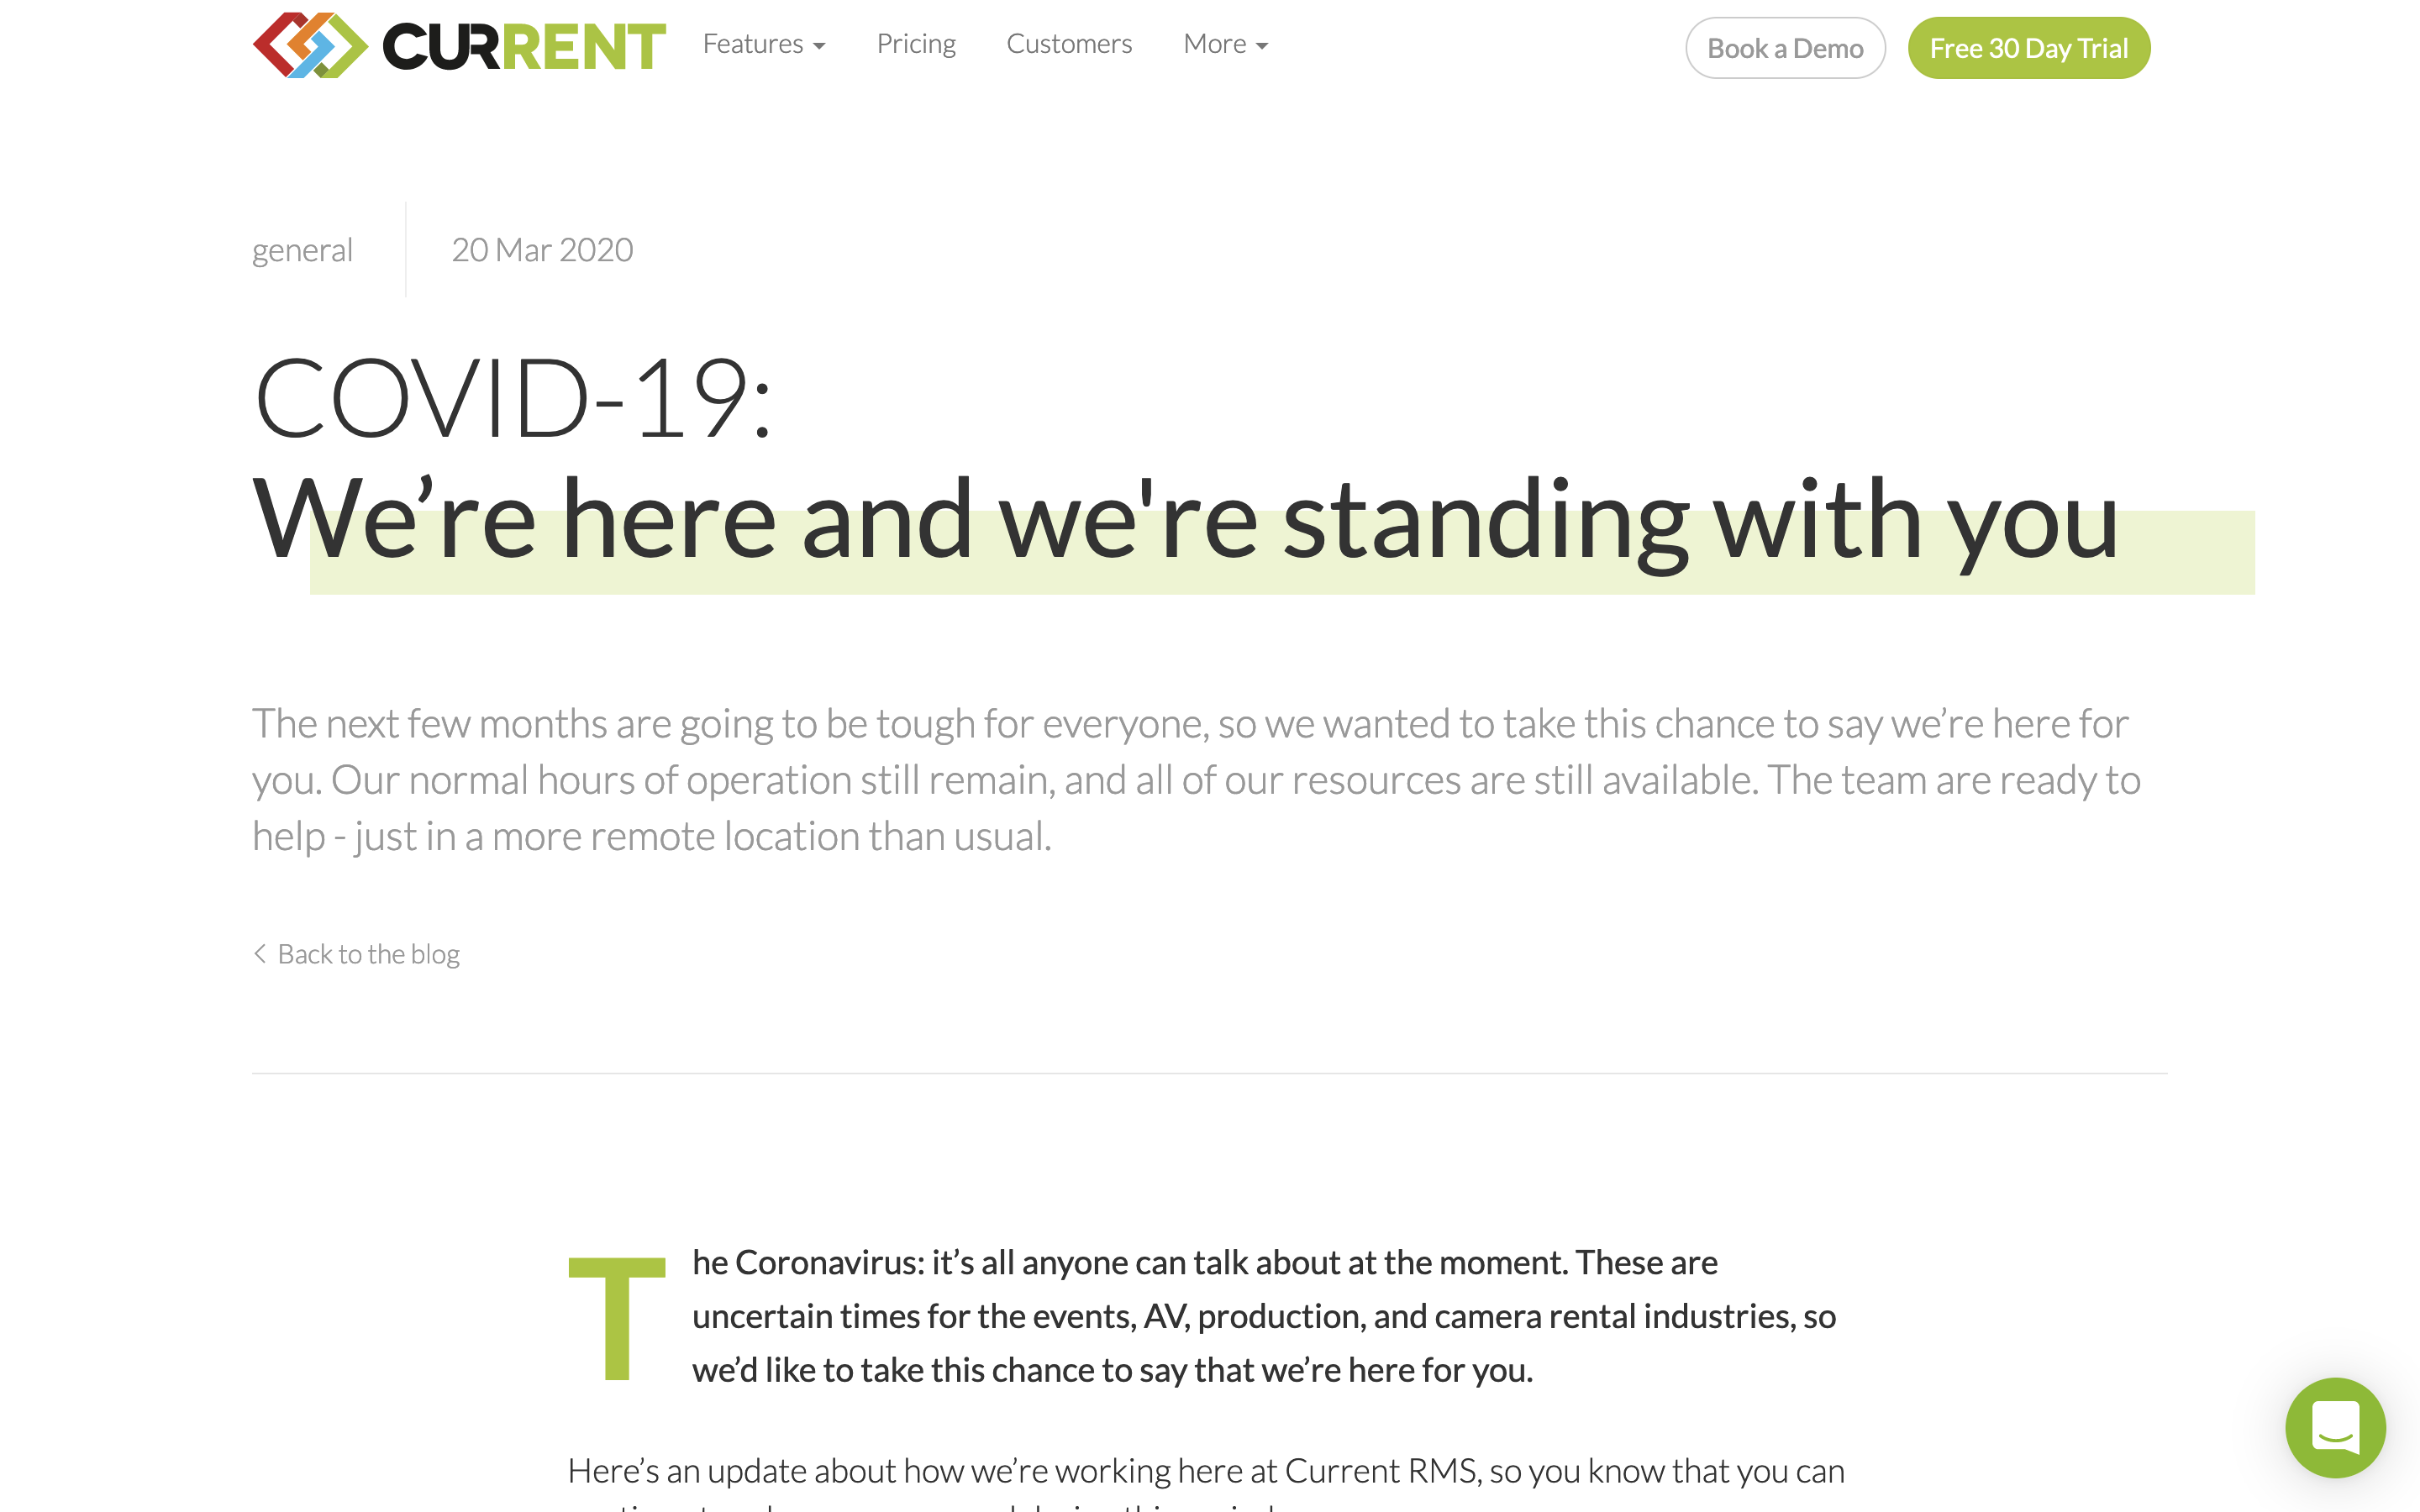 CURRENT
Features
Pricing
Customers
More
Book a Demo
Free 30 Day Trial
general
20 Mar 2020
COVID-19:
We’re here and we're standing with you
The next few months are going to be tough for everyone, so we wanted to take this chance to say we’re here for
you. Our normal hours of operation still remain, and all of our resources are still available. The team are ready to
help - just in a more remote location than usual.
Back to the blog
The Coronavirus: it’s all anyone can talk about at the moment. These are
uncertain times for the events, AV, production, and camera rental industries, so
we’d like to take this chance to say that we’re here for you.
Here’s an update about how we’re working here at Current RMS, so you know that you can